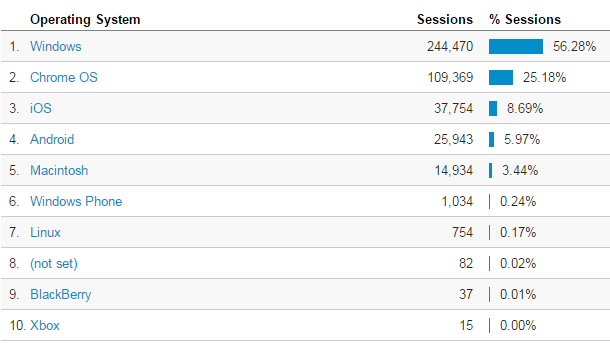 Operating System Sessions % Sessions
1. Windows 244,470 56.28%
2. Chrome OS 109,369 25.18%
3. iOS 37,754 8.69%
4. Android 25,943 5.97%
5. Macintosh 14,934 3.44%
6. Windows Phone 1,034 0.24%
7. Linux 754 0.17%
8. (not set) 82 0.02%
9. BlackBerry 37 0.01%
10. Xbox 15 0.00%